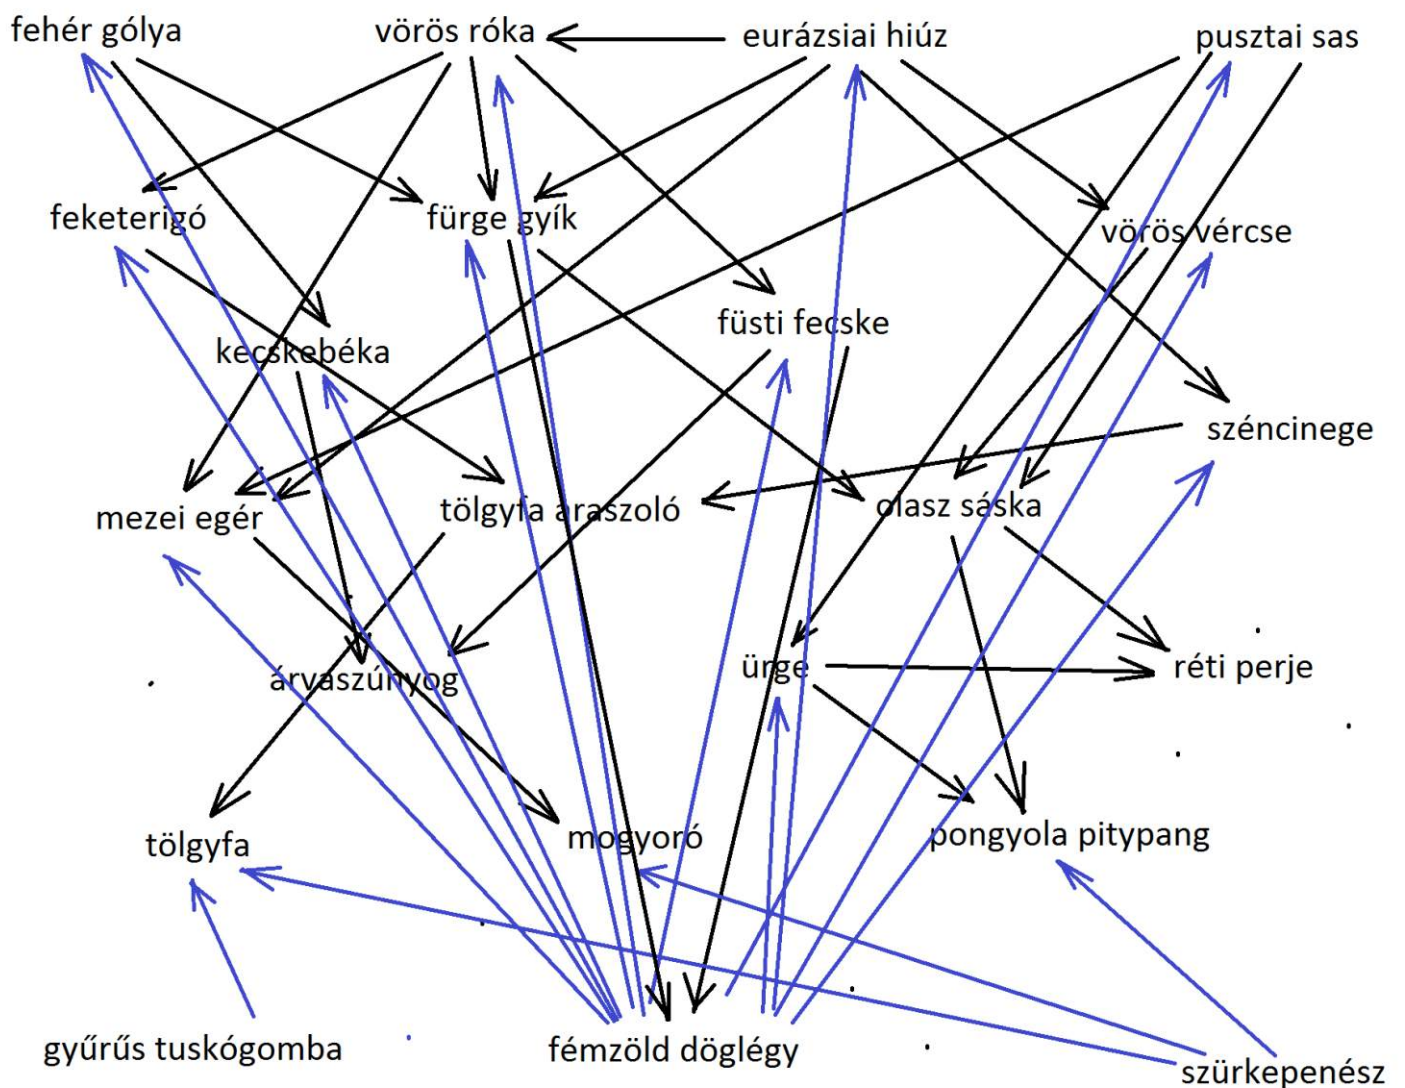 fehér gólya
vörös róka
eurázsiai hiúz
pusztai sas
feketerigó
fürge gyík
vörös vércse
kecskebéka
füsti fecske
széncinege
mezei egér
tölgyfa araszoló
olasz sáska
árvaszúnyog
ürge
réti perje
tölgyfa
mogyoró
pongyola pitypang
gyűrűs tuskógomba
fémzöld döglégy
szürkepenész